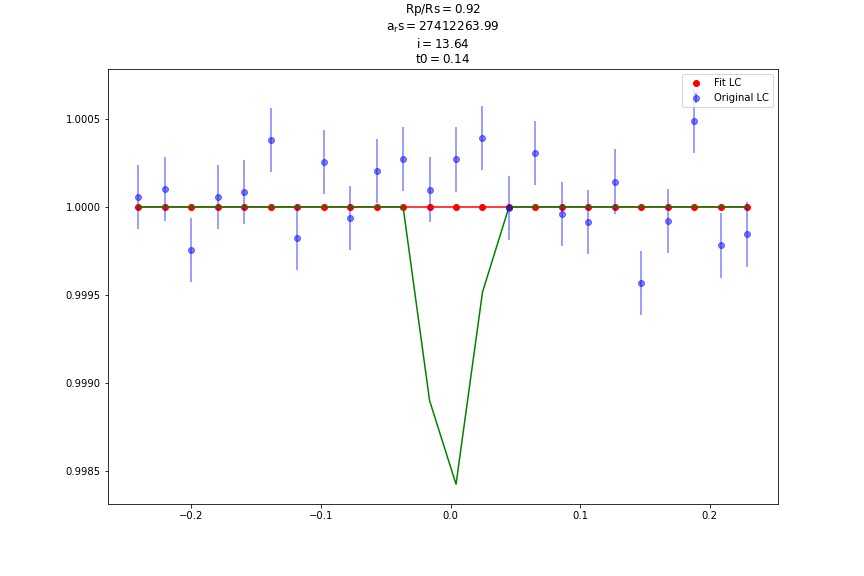 Rp/Rs = 0.92
aᵣs = 27412263.99
i = 13.64
t0 = 0.14
Fit LC
Original LC
1.0005
1.0000
0.9995
0.9990
0.9985
−0.2 −0.1 0.0 0.1 0.2